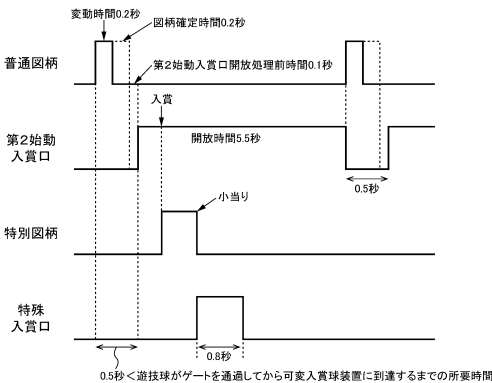 変動時間0.2秒
図柄確定時間0.2秒
普通図柄
第2始動入賞口開放処理前時間0.1秒
入賞
第2始動
入賞口
開放時間5.5秒
0.5秒
小当り
特別図柄
特殊
入賞口
0.8秒
0.5秒<遊技球がゲートを通過してから可変入賞球装置に到達するまでの所要時間